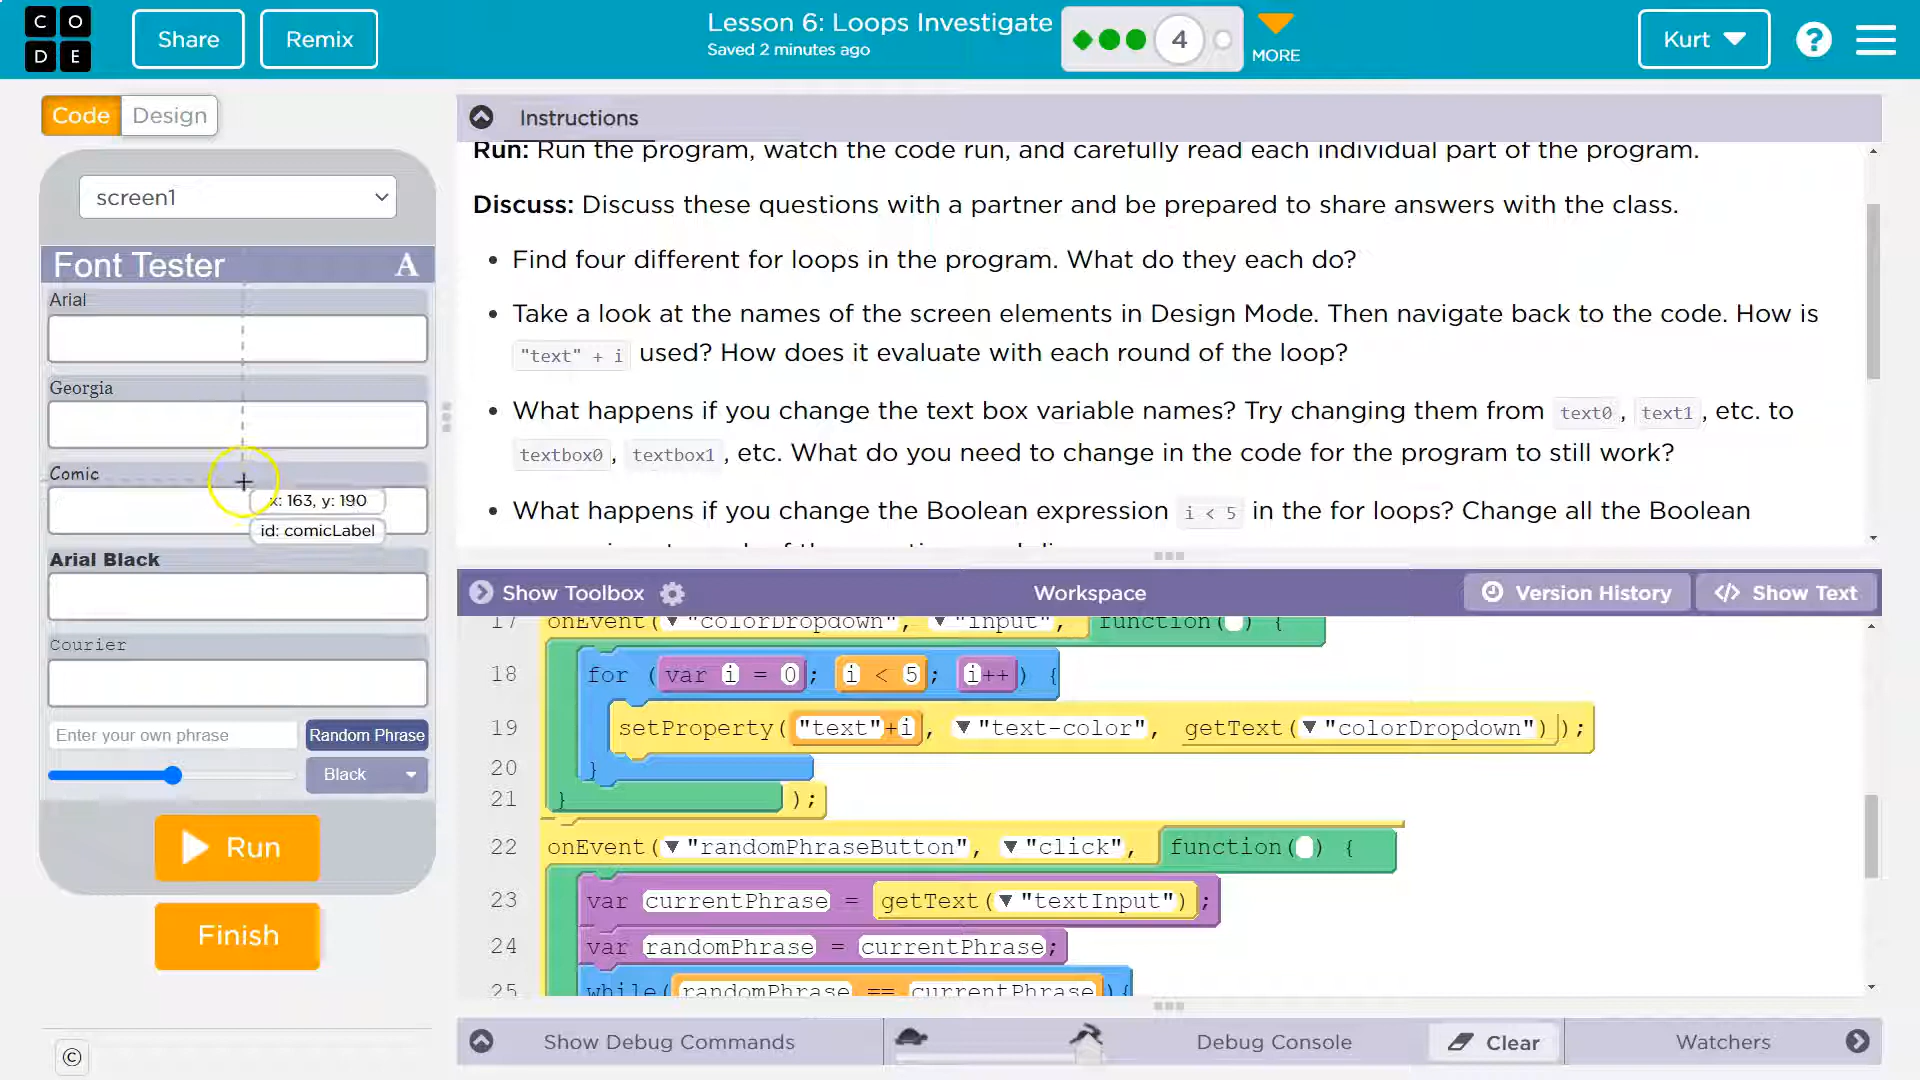 CODE
Share
Remix
Lesson 6: Loops Investigate
Saved 2 minutes ago
4
MORE
Kurt
?
Code
Design
Instructions
Run: Run the program, watch the code run, and carefully read each individual part of the program.
Discuss: Discuss these questions with a partner and be prepared to share answers with the class.
• Find four different for loops in the program. What do they each do?
• Take a look at the names of the screen elements in Design Mode. Then navigate back to the code. How is
"text" + i used? How does it evaluate with each round of the loop?
• What happens if you change the text box variable names? Try changing them from text0, text1, etc. to
textbox0, textbox1, etc. What do you need to change in the code for the program to still work?
• What happens if you change the Boolean expression i < 5 in the for loops? Change all the Boolean
screen1
Font Tester
A
Arial
Georgia
Comic
x: 163, y: 190
id: comicLabel
Arial Black
Courier
Enter your own phrase
Random Phrase
Black
Run
Finish
©
Show Toolbox
Workspace
Version History
</> Show Text
17 onEvent(▼"colorDropdown", ▼"input", function() {
18 for (var i = 0; i < 5; i++) {
19 setProperty("text"+i, ▼"text-color", getText(▼"colorDropdown"));
20 }
21 });
22 onEvent(▼"randomPhraseButton", ▼"click", function() {
23 var currentPhrase = getText(▼"textInput");
24 var randomPhrase = currentPhrase;
25 while(randomPhrase == currentPhrase){
Show Debug Commands
Debug Console
Clear
Watchers